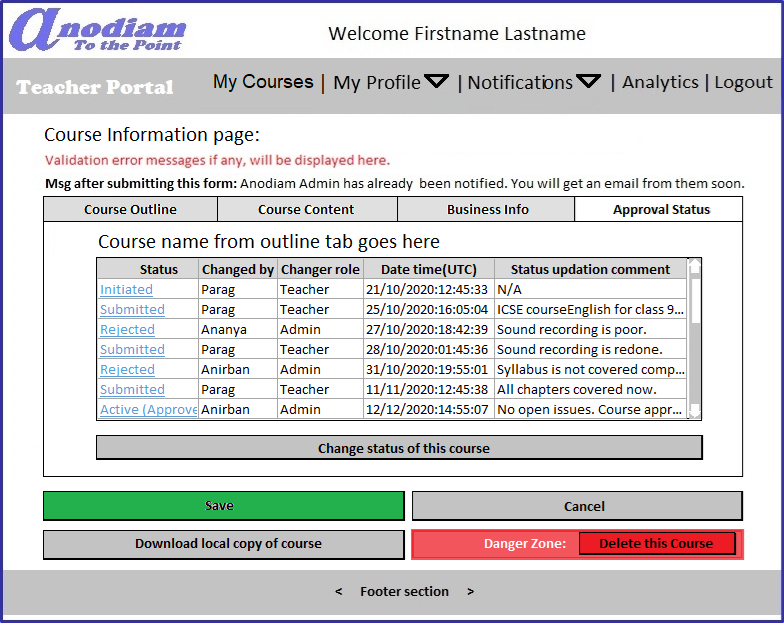 Anodiam
To the Point
Welcome Firstname Lastname
Teacher Portal My Courses | My Profile | Notifications | Analytics | Logout
Course Information page:
Validation error messages if any, will be displayed here.
Msg after submitting this form: Anodiam Admin has already been notified. You will get an email from them soon.
Course Outline Course Content Business Info Approval Status
Course name from outline tab goes here
Status Changed by Changer role Date time(UTC) Status updation comment
Initiated Parag Teacher 21/10/2020:12:45:33 N/A
Submitted Parag Teacher 25/10/2020:16:05:04 ICSE courseEnglish for class 9...
Rejected Ananya Admin 27/10/2020:18:42:39 Sound recording is poor.
Submitted Parag Teacher 28/10/2020:01:45:36 Sound recording is redone.
Rejected Anirban Admin 31/10/2020:19:55:01 Syllabus is not covered comp...
Submitted Parag Teacher 11/11/2020:12:45:38 All chapters covered now.
Active (Approve Anirban Admin 12/12/2020:14:55:07 No open issues. Course appr...
Change status of this course
Save Cancel
Download local copy of course Danger Zone: Delete this Course
< Footer section >